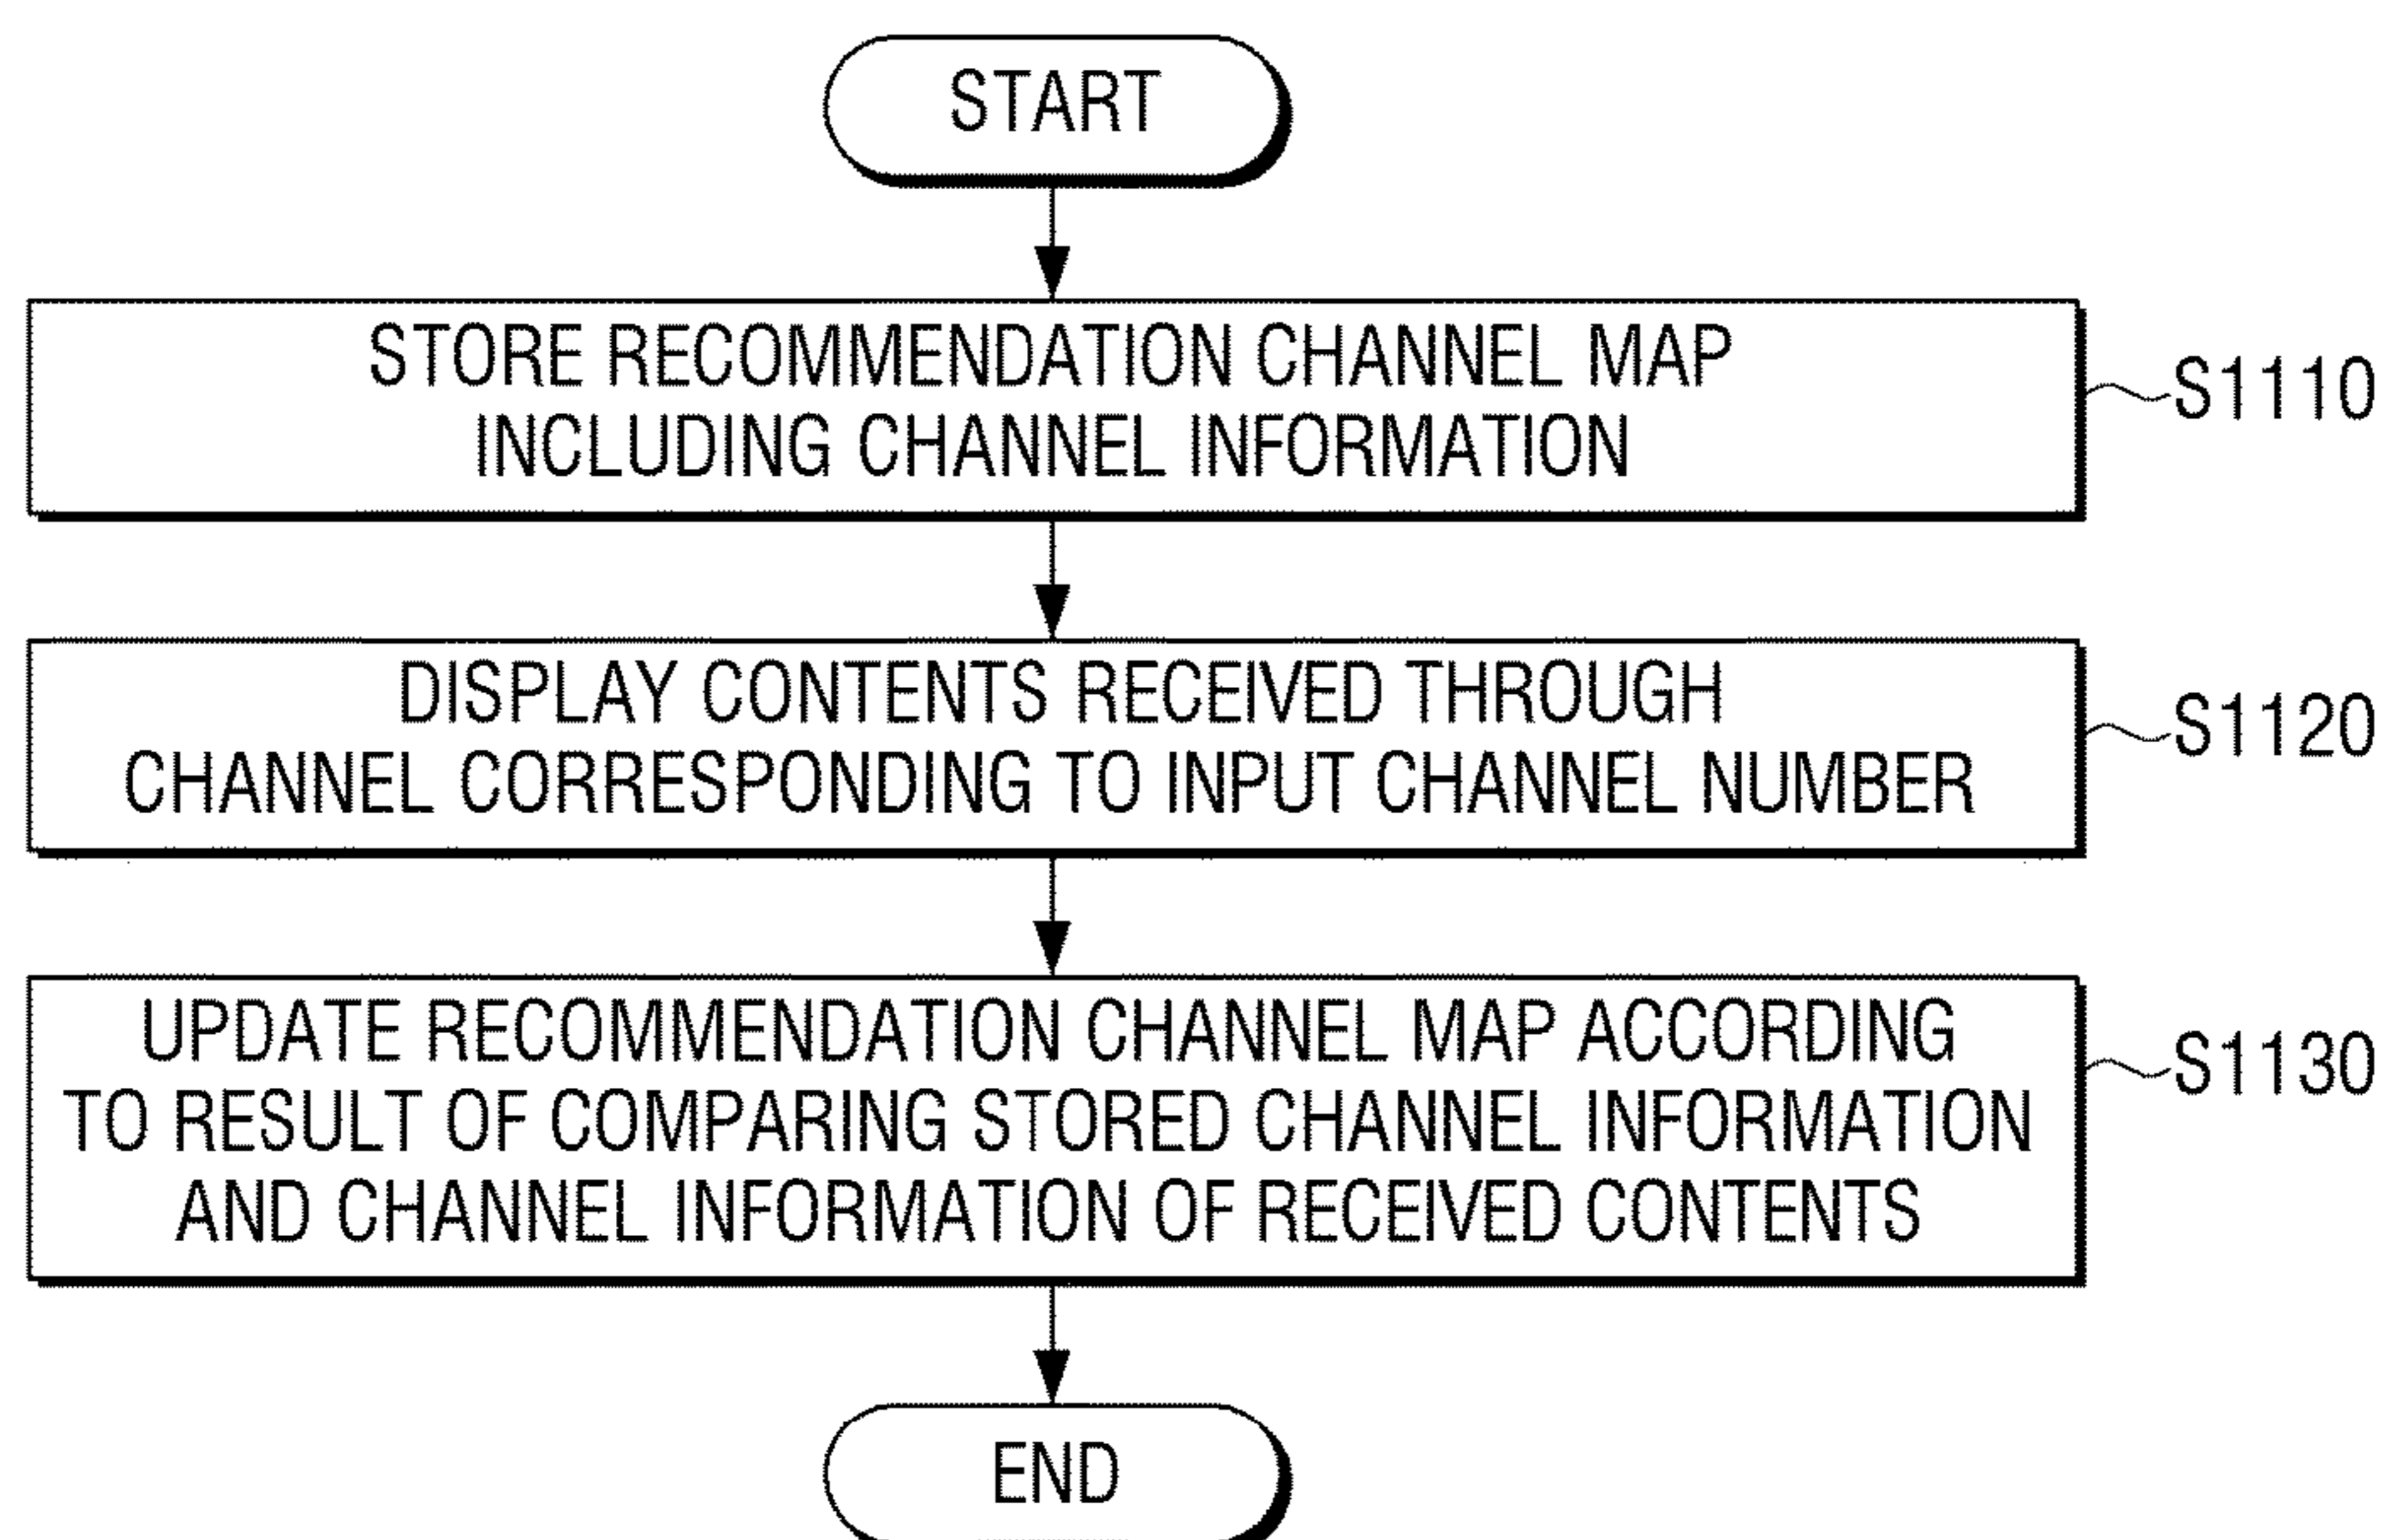 START
STORE RECOMMENDATION CHANNEL MAP
INCLUDING CHANNEL INFORMATION
S1110
DISPLAY CONTENTS RECEIVED THROUGH
CHANNEL CORRESPONDING TO INPUT CHANNEL NUMBER
S1120
UPDATE RECOMMENDATION CHANNEL MAP ACCORDING
TO RESULT OF COMPARING STORED CHANNEL INFORMATION
AND CHANNEL INFORMATION OF RECEIVED CONTENTS
S1130
END